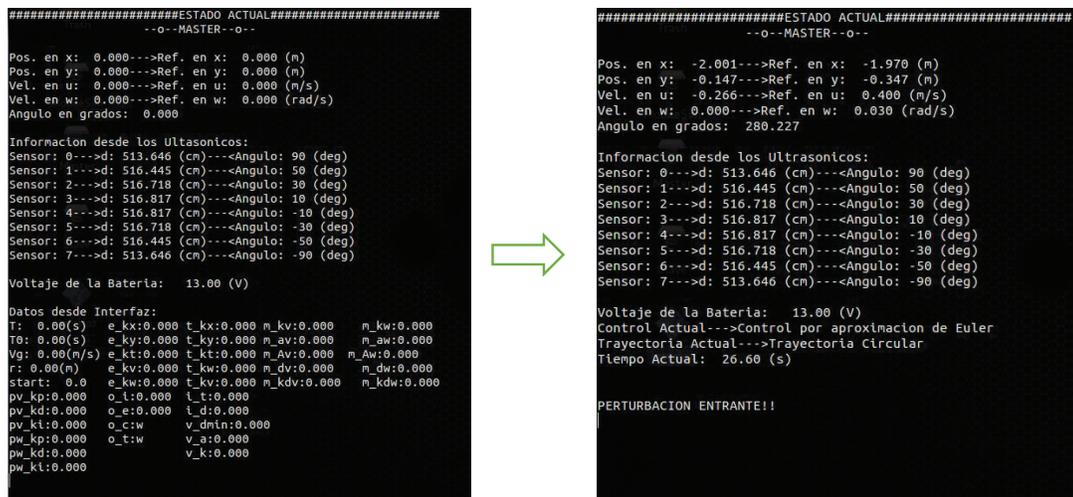 ########################ESTADO ACTUAL########################
--o--MASTER--o--
Pos. en x:  0.000--->Ref. en x:  0.000 (m)
Pos. en y:  0.000--->Ref. en y:  0.000 (m)
Vel. en u:  0.000--->Ref. en u:  0.000 (m/s)
Vel. en w:  0.000--->Ref. en w:  0.000 (rad/s)
Angulo en grados:  0.000
Informacion desde los Ultasonicos:
Sensor: 0--->d: 513.646 (cm)---<Angulo: 90 (deg)
Sensor: 1--->d: 516.445 (cm)---<Angulo: 50 (deg)
Sensor: 2--->d: 516.718 (cm)---<Angulo: 30 (deg)
Sensor: 3--->d: 516.817 (cm)---<Angulo: 10 (deg)
Sensor: 4--->d: 516.817 (cm)---<Angulo: -10 (deg)
Sensor: 5--->d: 516.718 (cm)---<Angulo: -30 (deg)
Sensor: 6--->d: 516.445 (cm)---<Angulo: -50 (deg)
Sensor: 7--->d: 513.646 (cm)---<Angulo: -90 (deg)
Voltaje de la Bateria:   13.00 (V)
Datos desde Interfaz:
T:  0.00(s)   e_kx:0.000 t_kx:0.000 m_kv:0.000    m_kw:0.000
T0: 0.00(s)   e_ky:0.000 t_ky:0.000 m_av:0.000    m_aw:0.000
Vg: 0.00(m/s) e_kt:0.000 t_kt:0.000 m_Av:0.000  m_Aw:0.000
r: 0.00(m)    e_kv:0.000 t_kw:0.000 m_dv:0.000    m_dw:0.000
start:  0.0   e_kw:0.000 t_kv:0.000 m_kdv:0.000   m_kdw:0.000
pv_kp:0.000   o_i:0.000  i_t:0.000
pv_kd:0.000   o_e:0.000  i_d:0.000
pv_ki:0.000   o_c:w      v_dmin:0.000
pw_kp:0.000   o_t:w      v_a:0.000
pw_kd:0.000              v_k:0.000
pw_ki:0.000
########################ESTADO ACTUAL########################
--o--MASTER--o--
Pos. en x:  -2.001--->Ref. en x:  -1.970 (m)
Pos. en y:  -0.147--->Ref. en y:  -0.347 (m)
Vel. en u:  -0.266--->Ref. en u:  0.400 (m/s)
Vel. en w:  0.000--->Ref. en w:  0.030 (rad/s)
Angulo en grados:  280.227
Informacion desde los Ultrasonicos:
Sensor: 0--->d: 513.646 (cm)---<Angulo: 90 (deg)
Sensor: 1--->d: 516.445 (cm)---<Angulo: 50 (deg)
Sensor: 2--->d: 516.718 (cm)---<Angulo: 30 (deg)
Sensor: 3--->d: 516.817 (cm)---<Angulo: 10 (deg)
Sensor: 4--->d: 516.817 (cm)---<Angulo: -10 (deg)
Sensor: 5--->d: 516.718 (cm)---<Angulo: -30 (deg)
Sensor: 6--->d: 516.445 (cm)---<Angulo: -50 (deg)
Sensor: 7--->d: 513.646 (cm)---<Angulo: -90 (deg)
Voltaje de la Bateria:   13.00 (V)
Control Actual--->Control por aproximacion de Euler
Trayectoria Actual--->Trayectoria Circular
Tiempo Actual:  26.60 (s)
PERTURBACION ENTRANTE!!